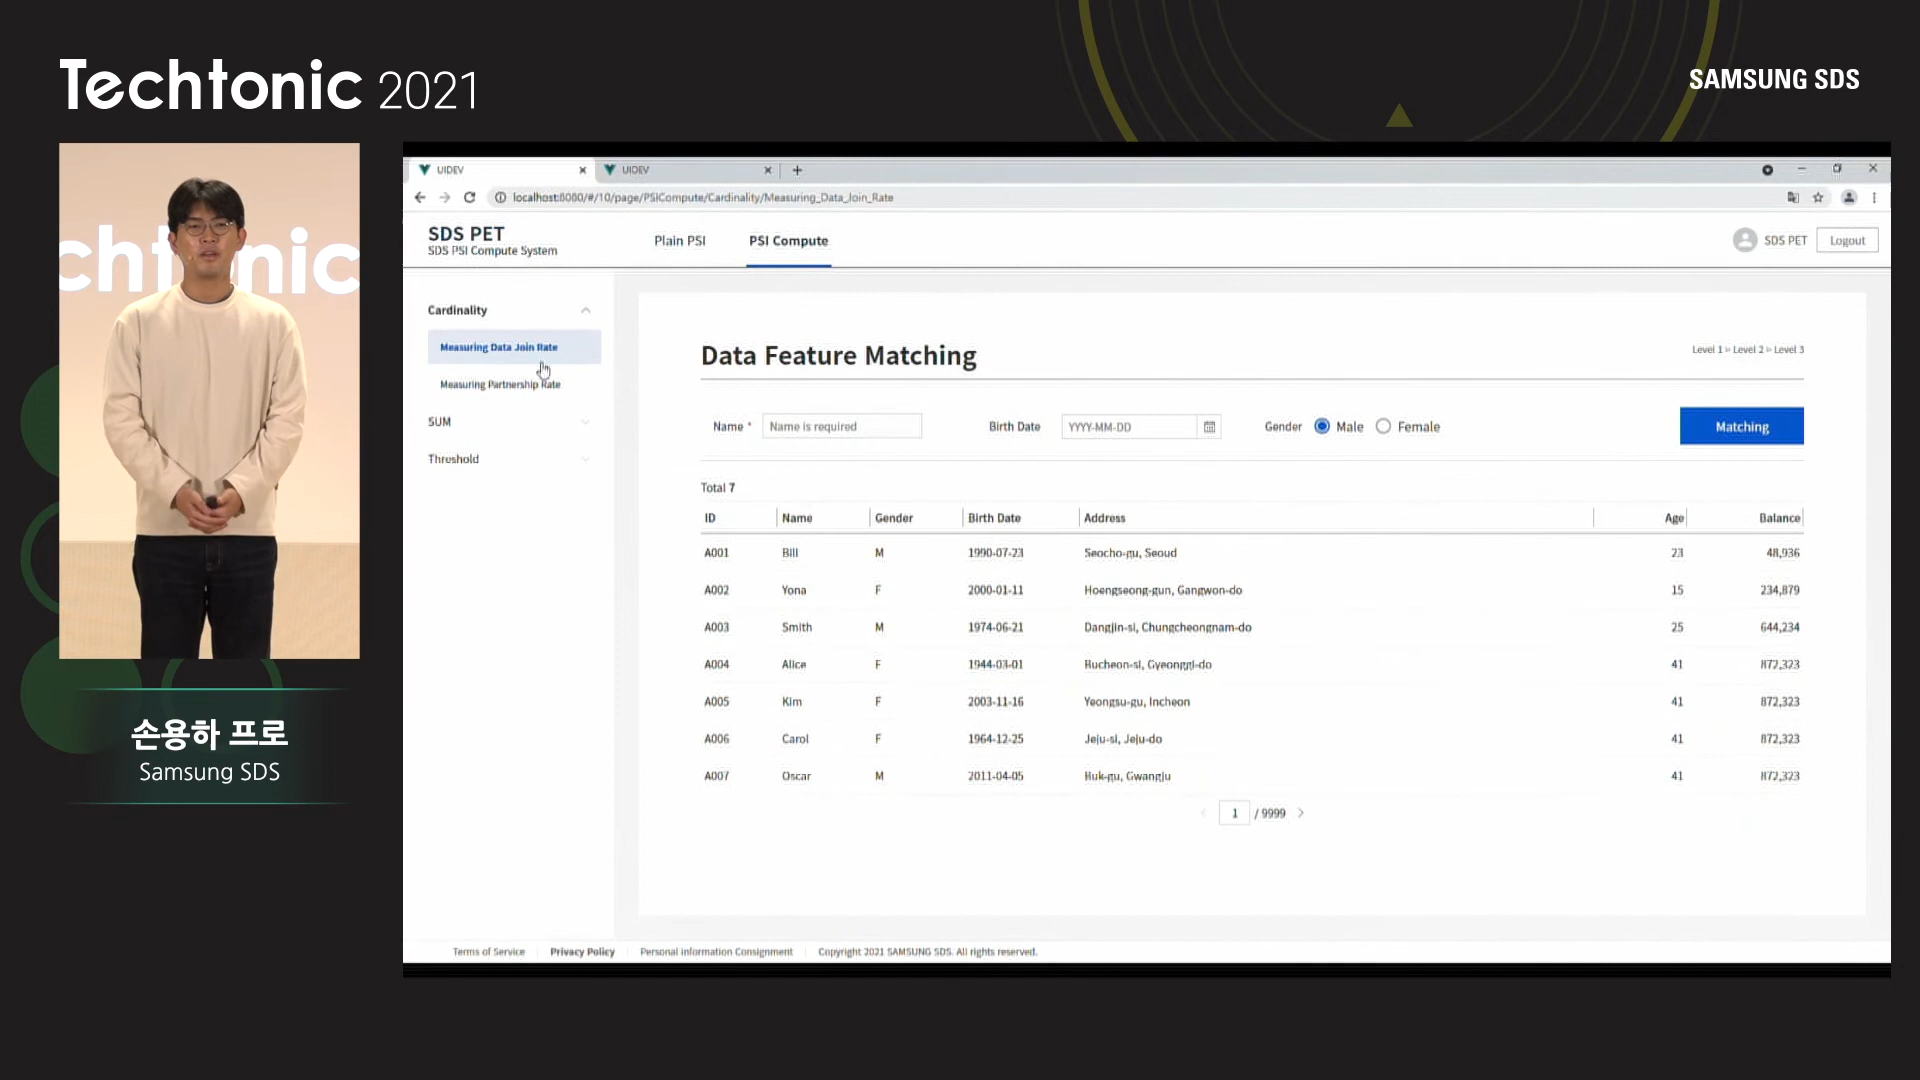 Techtonic 2021
SAMSUNG SDS
chtonic
손용하 프로
Samsung SDS
UIDEV
UIDEV
localhost:8080/#/10/page/PSICompute/Cardinality/Measuring_Data_Join_Rate
SDS PET
SDS PSI Compute System
Plain PSI
PSI Compute
SDS PET
Logout
Cardinality
Measuring Data Join Rate
Measuring Partnership Rate
SUM
Threshold
Data Feature Matching
Level 1 > Level 2 > Level 3
Name * Name is required
Birth Date YYYY-MM-DD
Gender Male Female
Matching
Total 7
ID Name Gender Birth Date Address Age Balance
A001 Bill M 1990-07-23 Seocho-gu, Seoud 23 48,936
A002 Yona F 2000-01-11 Hoengseong-gun, Gangwon-do 15 234,879
A003 Smith M 1974-06-21 Dangjin-si, Chungcheongnam-do 25 644,234
A004 Alice F 1944-03-01 Bucheon-si, Gyeonggi-do 41 872,323
A005 Kim F 2003-11-16 Yeongsu-gu, Incheon 41 872,323
A006 Carol F 1964-12-25 Jeju-si, Jeju-do 41 872,323
A007 Oscar M 2011-04-05 Buk-gu, Gwangju 41 872,323
1 / 9999
Terms of Service Privacy Policy Personal information Consignment Copyright 2021 SAMSUNG SDS. All rights reserved.